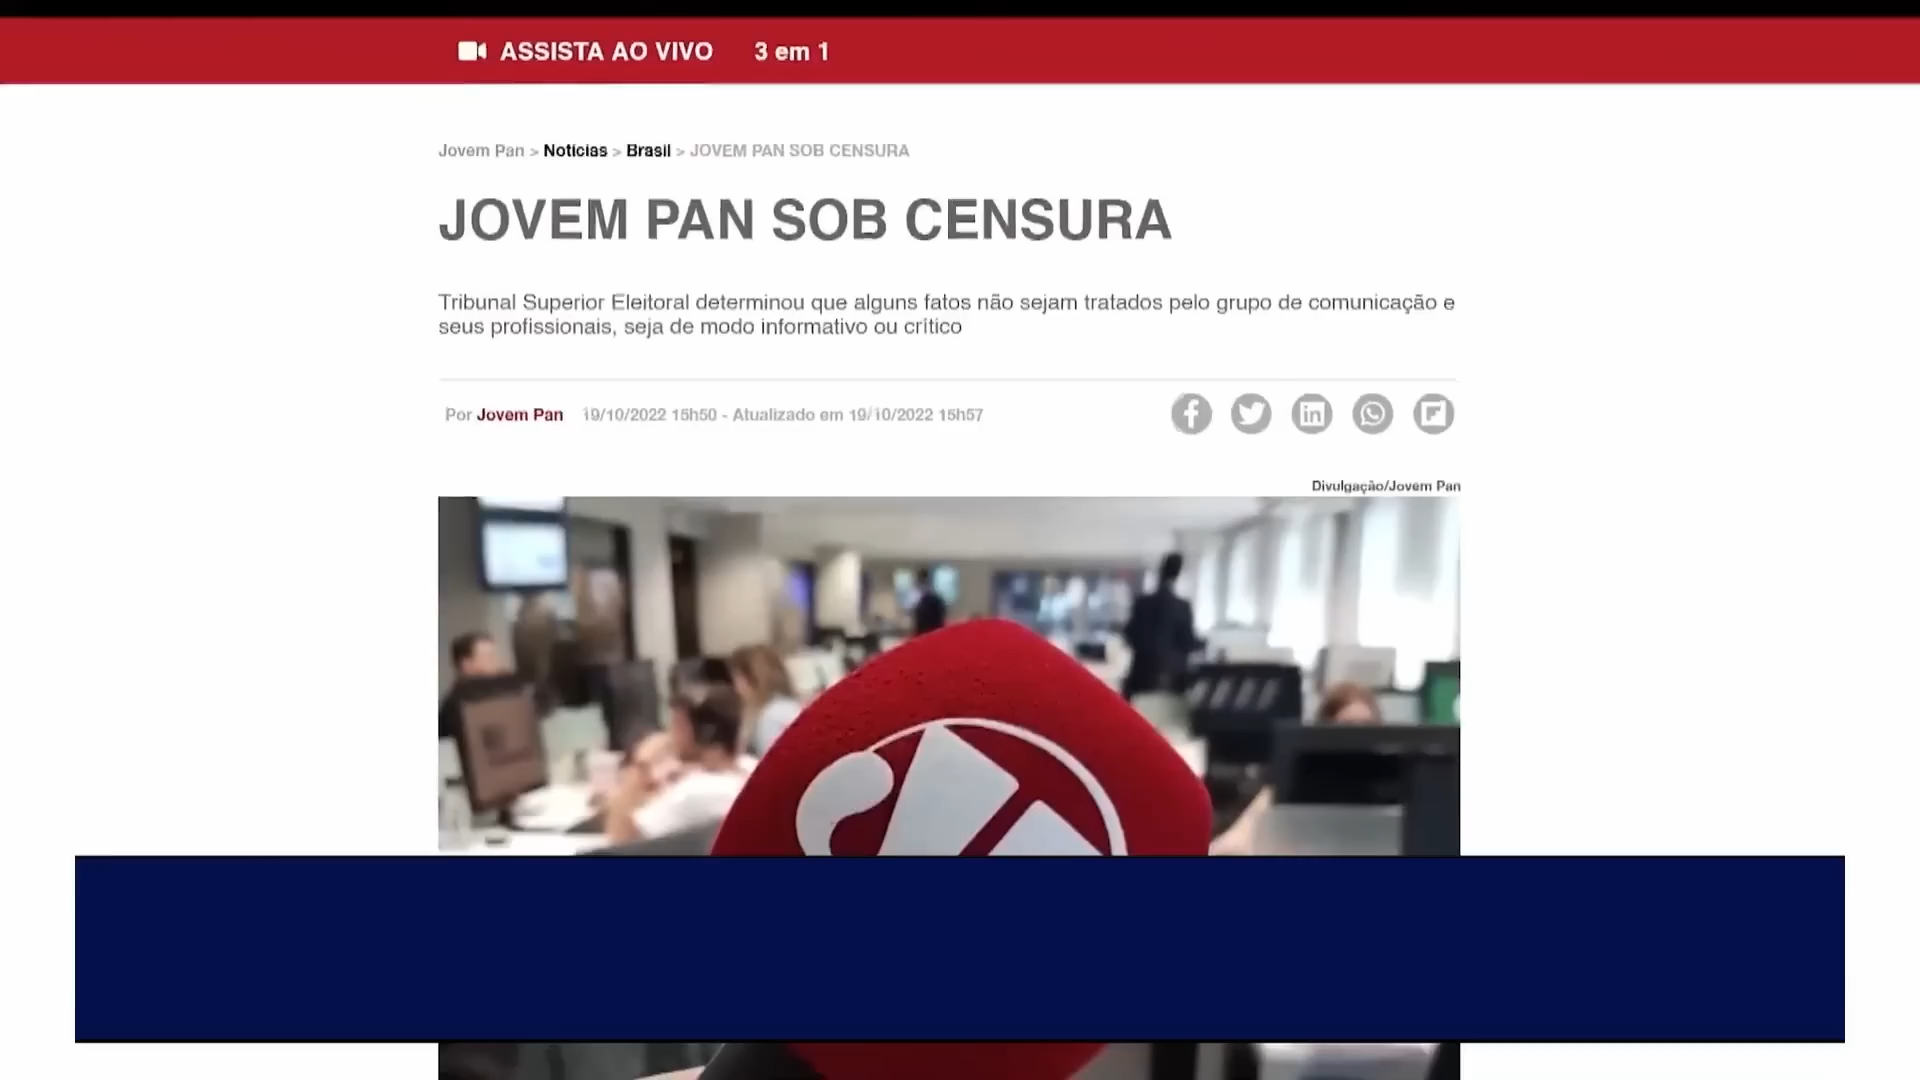 ASSISTA AO VIVO 3 em 1
Jovem Pan > Notícias > Brasil > JOVEM PAN SOB CENSURA
JOVEM PAN SOB CENSURA
Tribunal Superior Eleitoral determinou que alguns fatos não sejam tratados pelo grupo de comunicação e
seus profissionais, seja de modo informativo ou crítico
Por Jovem Pan 19/10/2022 15h50 - Atualizado em 19/10/2022 15h57
Divulgação/Jovem Pan